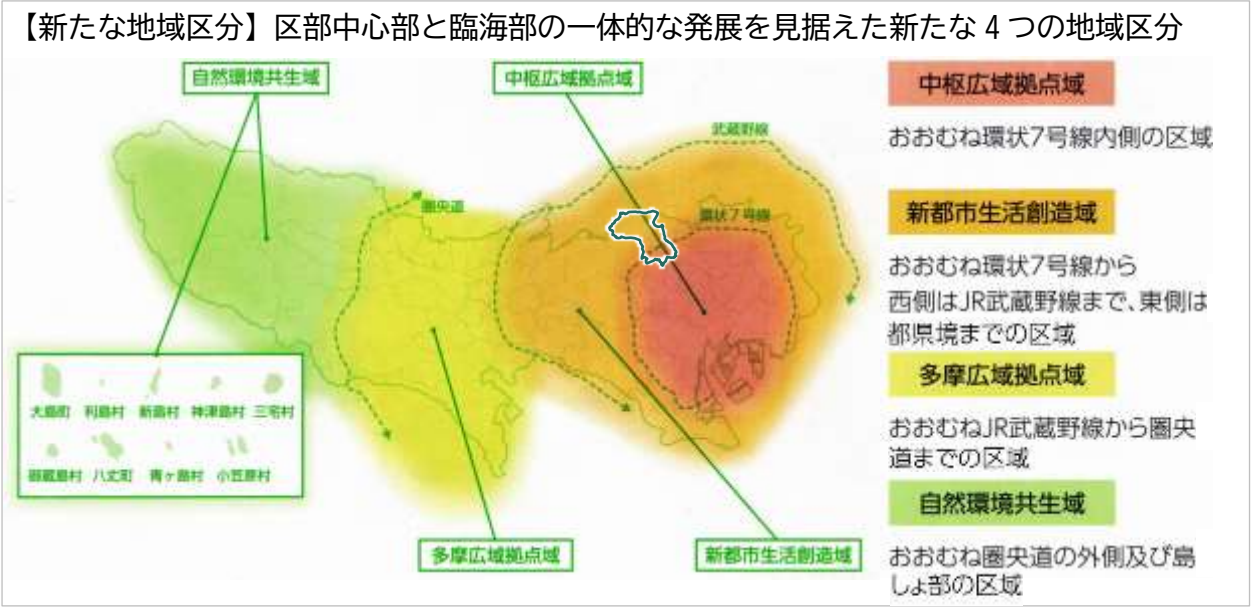 【新たな地域区分】区部中心部と臨海部の一体的な発展を見据えた新たな４つの地域区分
自然環境共生域
中枢広域拠点域
武蔵野線
圏央道
環状７号線
大島町 利島村 新島村 神津島村 三宅村
御蔵島村 八丈町 青ヶ島村 小笠原村
多摩広域拠点域
新都市生活創造域
中枢広域拠点域
おおむね環状7号線内側の区域
新都市生活創造域
おおむね環状7号線から
西側はJR武蔵野線まで、東側は
都県境までの区域
多摩広域拠点域
おおむねJR武蔵野線から圏央
道までの区域
自然環境共生域
おおむね圏央道の外側及び島
しょ部の区域